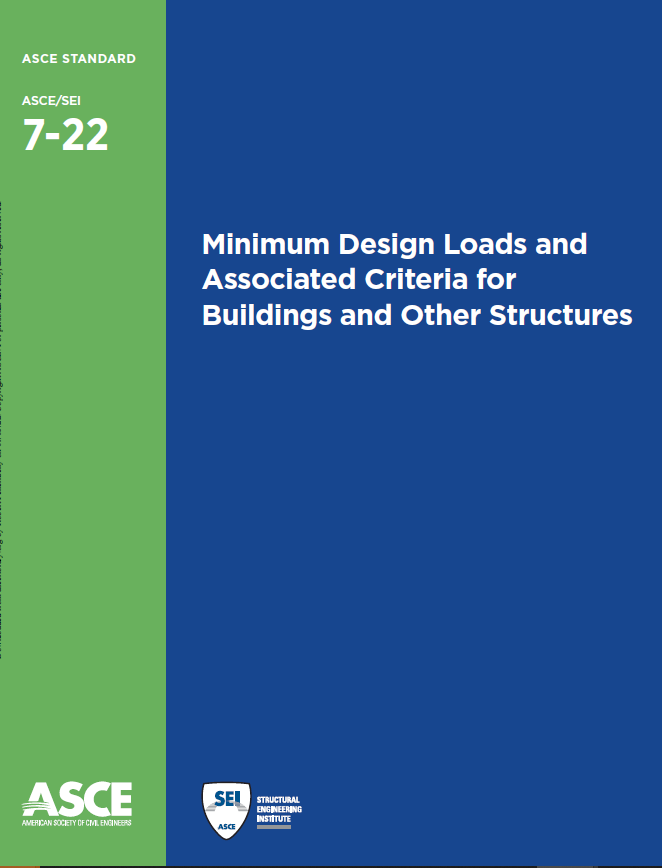 ASCE STANDARD
ASCE/SEI
7-22
Minimum Design Loads and
Associated Criteria for
Buildings and Other Structures
ASCE
AMERICAN SOCIETY OF CIVIL ENGINEERS
SEI
ASCE
STRUCTURAL
ENGINEERING
INSTITUTE